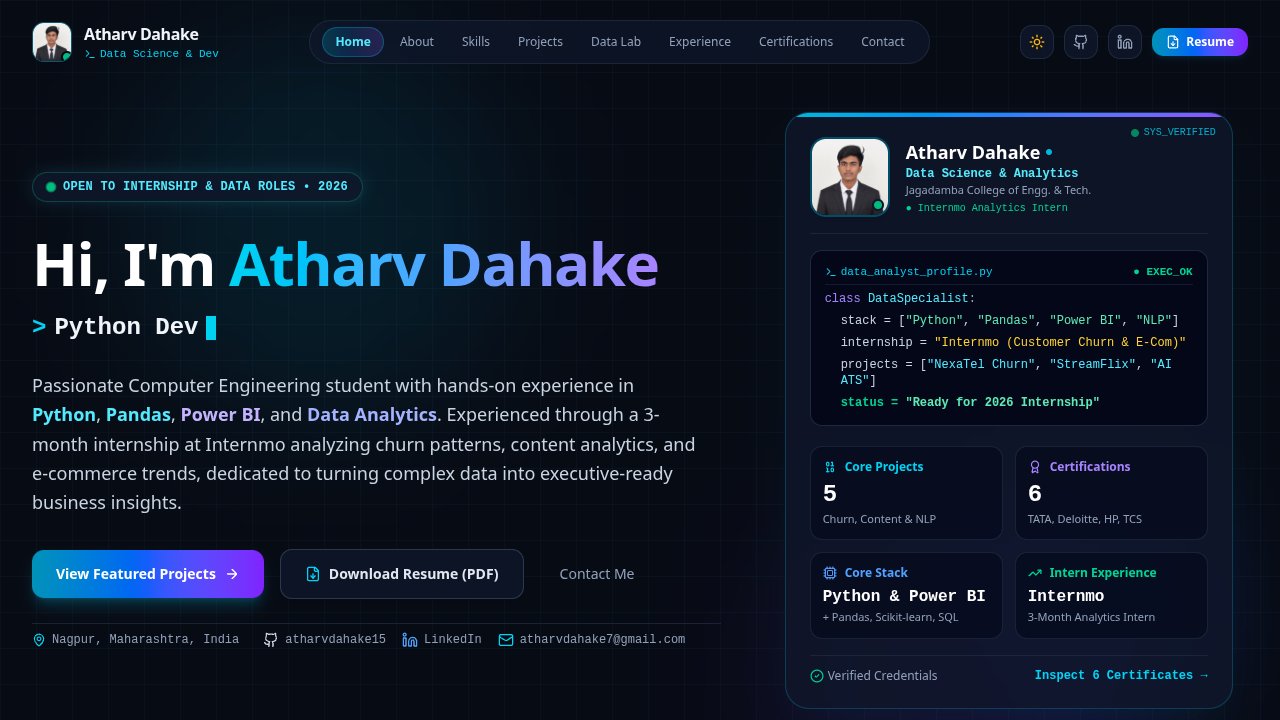 Atharv Dahake
Data Science & Dev
Home About Skills Projects Data Lab Experience Certifications Contact
Resume
OPEN TO INTERNSHIP & DATA ROLES • 2026
Hi, I'm Atharv Dahake
> Python Dev
Passionate Computer Engineering student with hands-on experience in
Python, Pandas, Power BI, and Data Analytics. Experienced through a 3-
month internship at Internmo analyzing churn patterns, content analytics, and
e-commerce trends, dedicated to turning complex data into executive-ready
business insights.
View Featured Projects →
Download Resume (PDF)
Contact Me
Nagpur, Maharashtra, India
atharvdahake15
LinkedIn
atharvdahake7@gmail.com
SYS_VERIFIED
Atharv Dahake
Data Science & Analytics
Jagadamba College of Engg. & Tech.
● Internmo Analytics Intern
data_analyst_profile.py
● EXEC_OK
class DataSpecialist:
stack = ["Python", "Pandas", "Power BI", "NLP"]
internship = "Internmo (Customer Churn & E-Com)"
projects = ["NexaTel Churn", "StreamFlix", "AI
ATS"]
status = "Ready for 2026 Internship"
Core Projects
5
Churn, Content & NLP
Certifications
6
TATA, Deloitte, HP, TCS
Core Stack
Python & Power BI
+ Pandas, Scikit-learn, SQL
Intern Experience
Internmo
3-Month Analytics Intern
Verified Credentials
Inspect 6 Certificates →